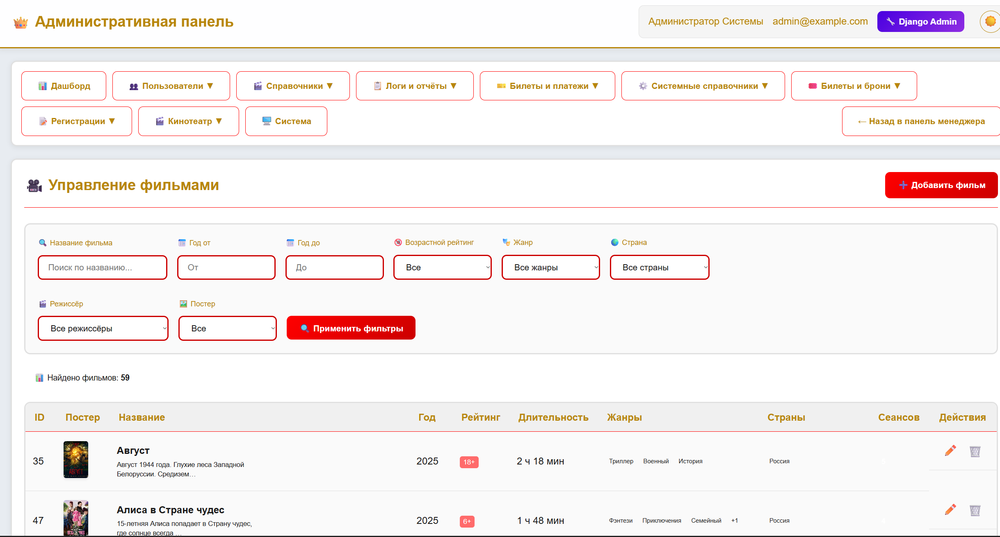 Административная панель
Администратор Системы admin@example.com Django Admin
Дашборд Пользователи ▼ Справочники ▼ Логи и отчёты ▼ Билеты и платежи ▼ Системные справочники ▼ Билеты и брони ▼
Регистрации ▼ Кинотеатр ▼ Система ← Назад в панель менеджера
Управление фильмами
Добавить фильм
Название фильма Год от Год до Возрастной рейтинг Жанр Страна
Поиск по названию... От До Все Все жанры Все страны
Режиссёр Постер
Все режиссёры Все Применить фильтры
Найдено фильмов: 59
ID Постер Название Год Рейтинг Длительность Жанры Страны Сеансов Действия
35 Август 2025 18+ 2 ч 18 мин Триллер Военный История Россия
Август 1944 года. Глухие леса Западной
Белоруссии. Средизем…
АВГУСТ
47 Алиса в Стране чудес 2025 6+ 1 ч 48 мин Фэнтези Приключения Семейный +1 Россия
15-летняя Алиса попадает в Страну чудес,
где солнце всегда …